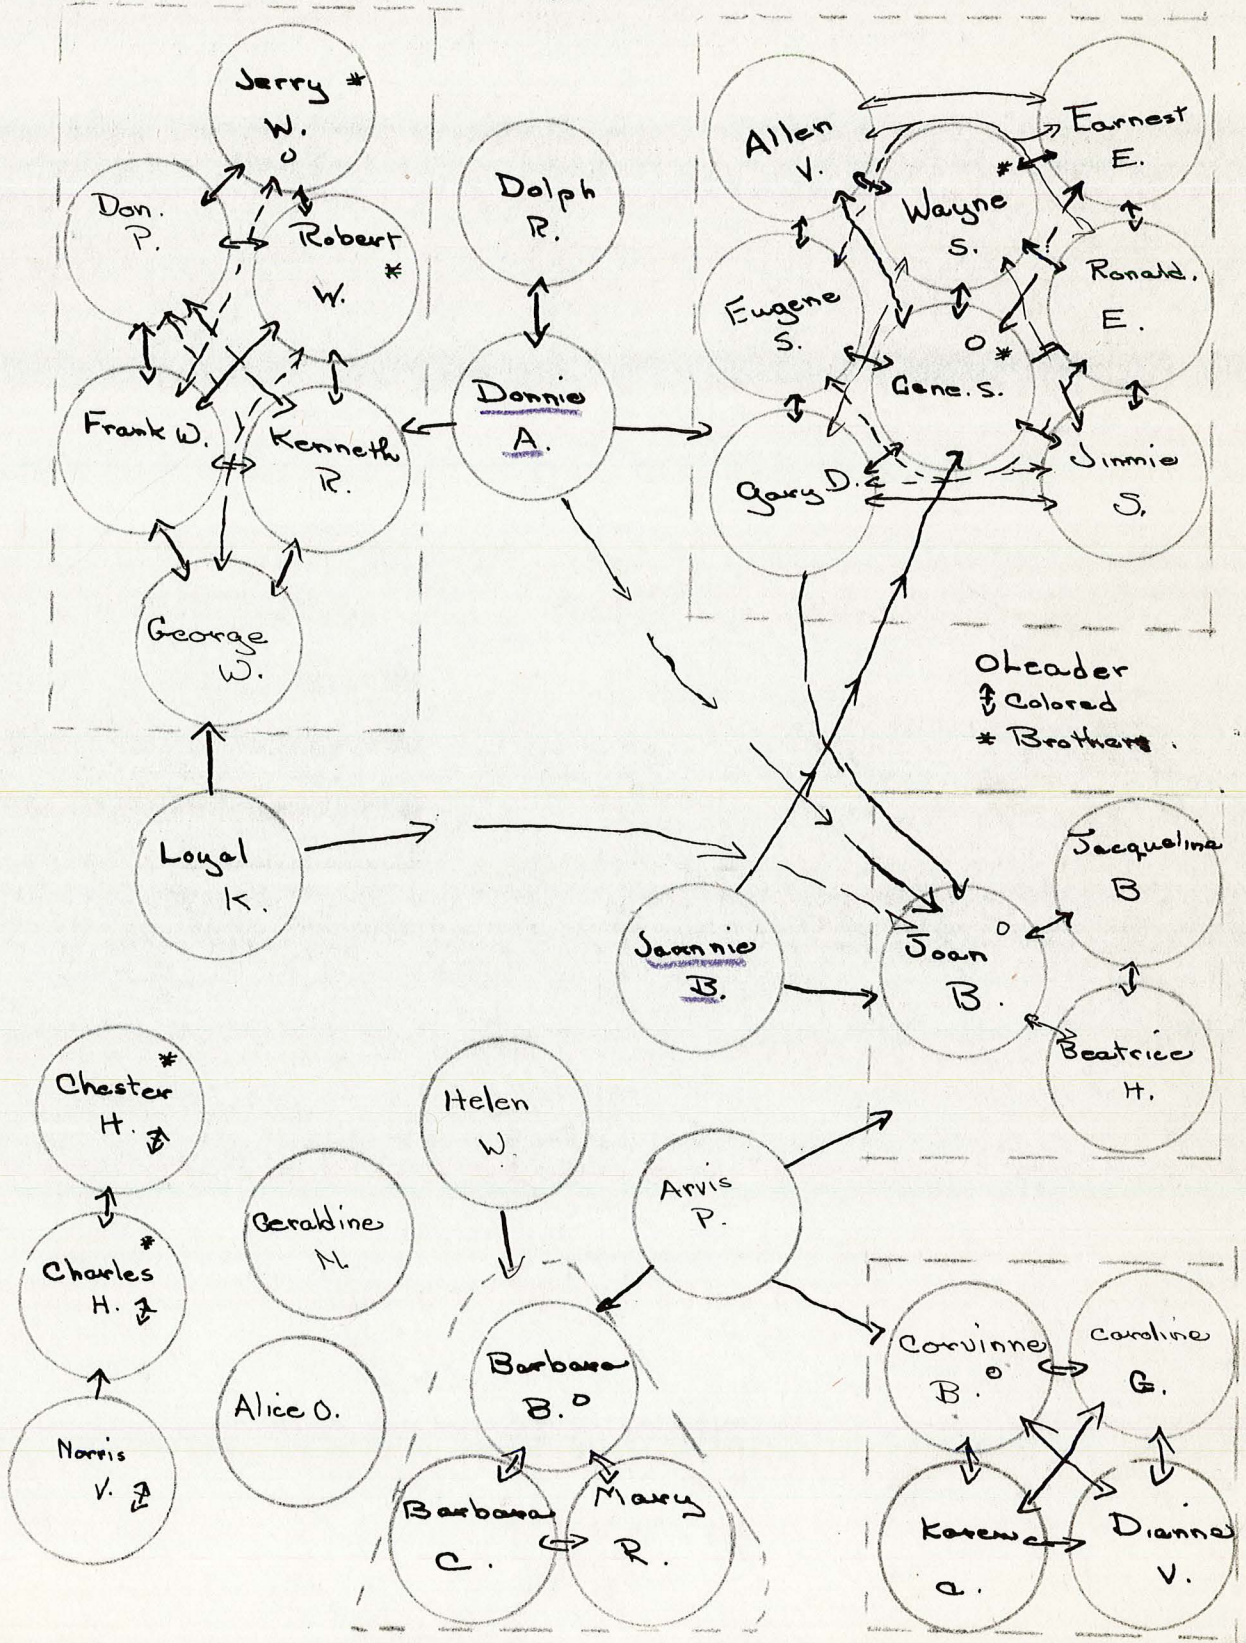 Jerry *
W.
O
Don.
P.
Robert
*
W.
Frank W.
Kenneth
R.
George
W.
Dolph
R.
Donnie
A.
Allen
V.
Earnest
E.
*
Wayne
S.
Eugene
S.
Ronald.
E.
O *
Gene. S.
Gary D.
Jimmie
S.
O Leader
↕ Colored
* Brothers.
Loyal
K.
Jacqueline
B
Joannie
B.
O
Joan
B.
Beatrice
H.
*
Chester
H.
Helen
W.
Arvis
P.
Geraldine
M.
*
Charles
H.
Corvinne
B. O
Caroline
G.
Barbara
B. O
Alice O.
Norris
V.
Barbara
C.
Mary
R.
Karen
C.
Dianne
V.